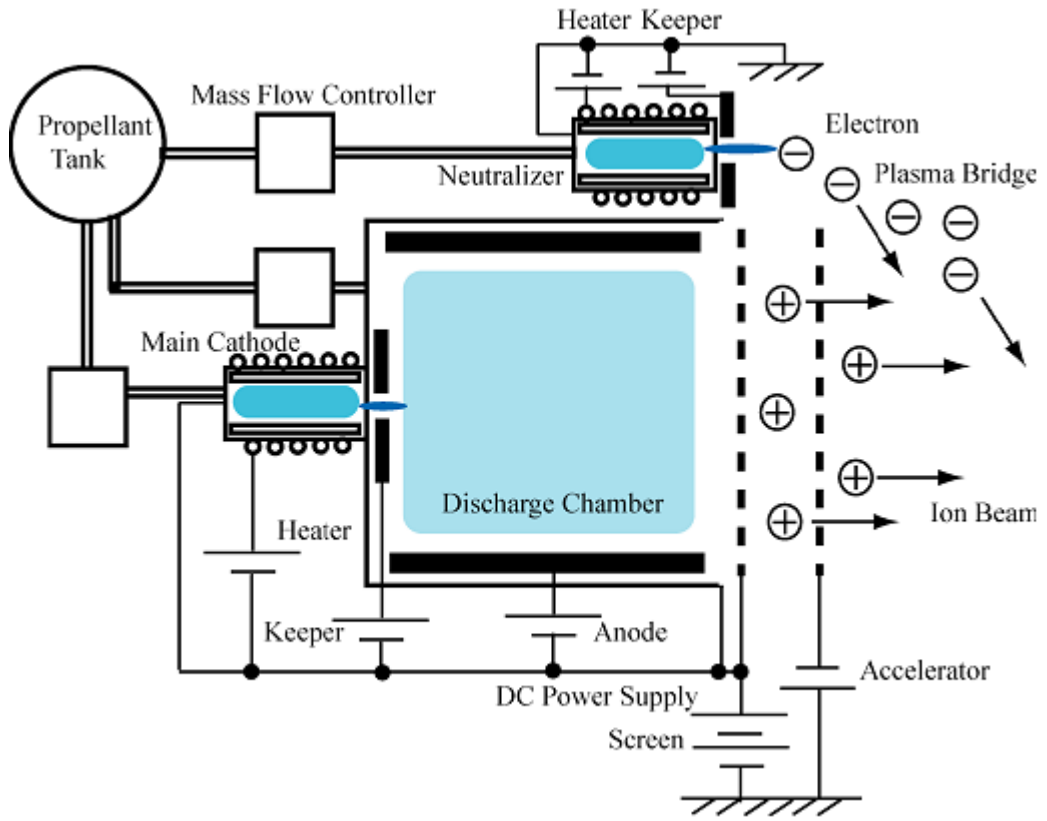 Heater Keeper
Mass Flow Controller
Propellant
Tank
Electron
Neutralizer
Plasma Bridge
Main Cathode
Discharge Chamber
Ion Beam
Heater
Keeper
Anode
Accelerator
DC Power Supply
Screen